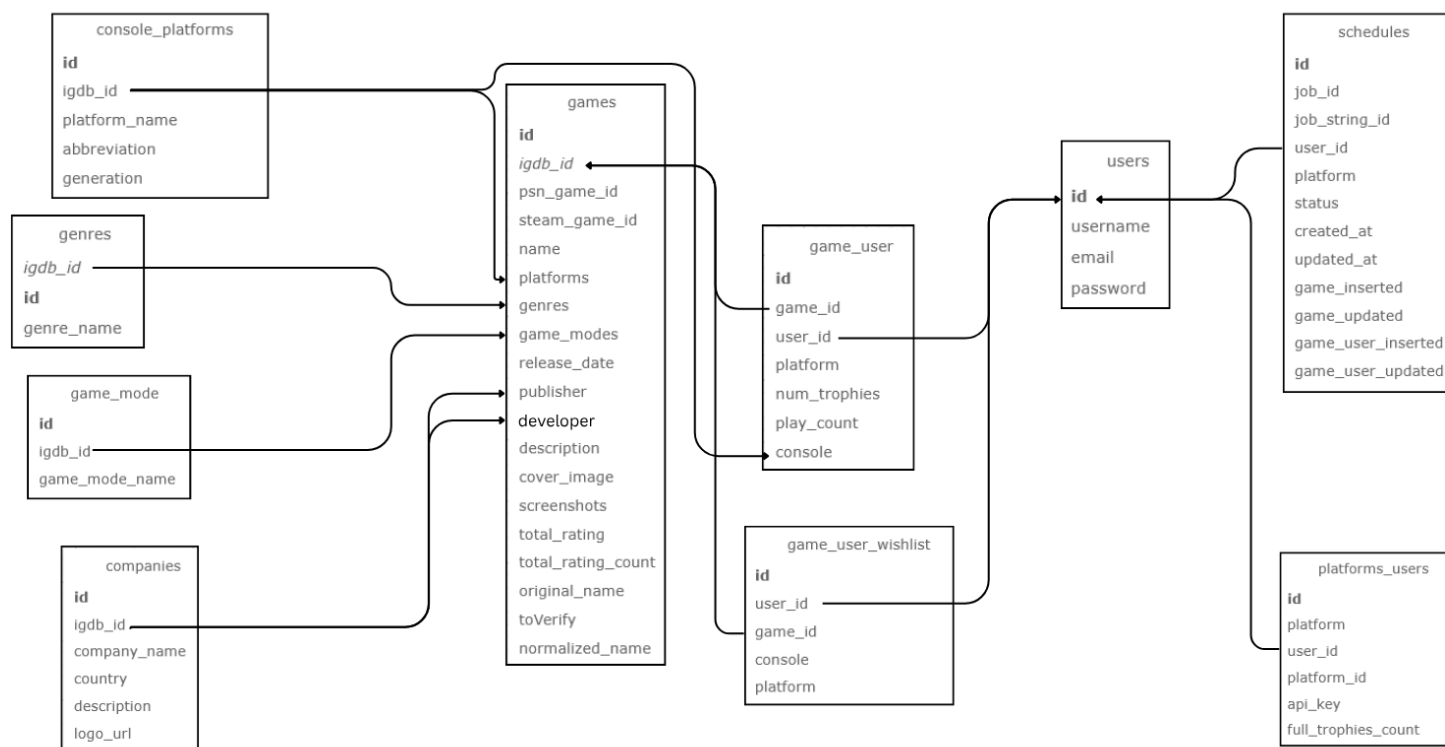 console_platforms
id
igdb_id
platform_name
abbreviation
generation
genres
igdb_id
id
genre_name
game_mode
id
igdb_id
game_mode_name
companies
id
igdb_id
company_name
country
description
logo_url
games
id
igdb_id
psn_game_id
steam_game_id
name
platforms
genres
game_modes
release_date
publisher
developer
description
cover_image
screenshots
total_rating
total_rating_count
original_name
toVerify
normalized_name
game_user
id
game_id
user_id
platform
num_trophies
play_count
console
game_user_wishlist
id
user_id
game_id
console
platform
users
id
username
email
password
schedules
id
job_id
job_string_id
user_id
platform
status
created_at
updated_at
game_inserted
game_updated
game_user_inserted
game_user_updated
platforms_users
id
platform
user_id
platform_id
api_key
full_trophies_count